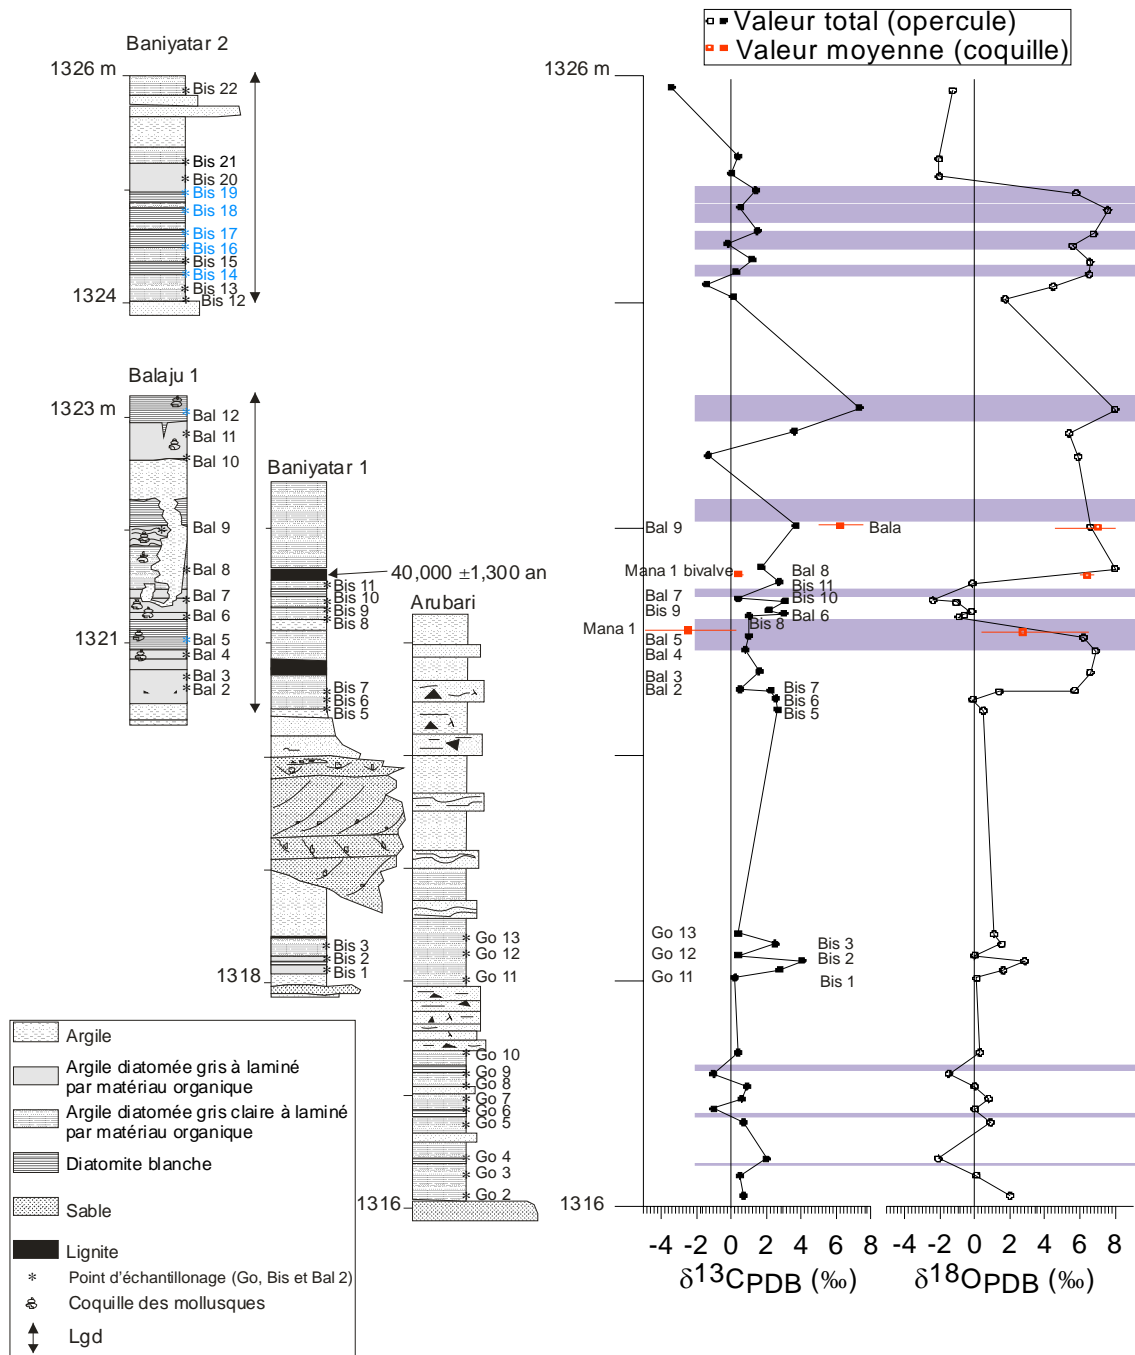 Valeur total (opercule)
Valeur moyenne (coquille)
Baniyatar 2
1326 m
Bis 22
Bis 21
Bis 20
Bis 19
Bis 18
Bis 17
Bis 16
Bis 15
Bis 14
Bis 13
1324
Bis 12
Balaju 1
1323 m
Bal 12
Bal 11
Bal 10
Bal 9
Bal 8
Bal 7
Bal 6
1321
Bal 5
Bal 4
Bal 3
Bal 2
Baniyatar 1
40,000 ±1,300 an
Bis 11
Bis 10
Bis 9
Bis 8
Bis 7
Bis 6
Bis 5
Bis 3
Bis 2
Bis 1
1318
Arubari
Go 13
Go 12
Go 11
Go 10
Go 9
Go 8
Go 7
Go 6
Go 5
Go 4
Go 3
Go 2
1316
1326 m
Bal 9
Bala
Mana 1 bivalve
Bal 8
Bis 11
Bal 7
Bis 10
Bis 9
Bal 6
Mana 1
Bis 8
Bal 5
Bal 4
Bal 3
Bal 2
Bis 7
Bis 6
Bis 5
Go 13
Bis 3
Go 12
Bis 2
Go 11
Bis 1
1316
-4 -2 0 2 4 6 8
-4 0 4 8
δ13CPDB (‰)
δ18OPDB (‰)
Argile
Argile diatomée gris à laminé
par matériau organique
Argile diatomée gris claire à laminé
par matériau organique
Diatomite blanche
Sable
Lignite
Point d'échantillonage (Go, Bis et Bal 2)
Coquille des mollusques
Lgd